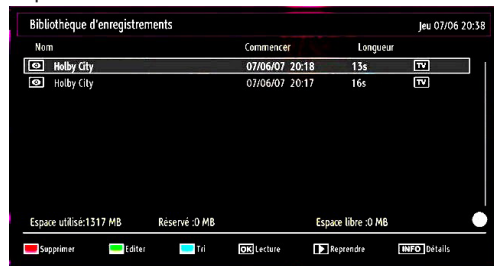 Bibliothèque d'enregistrements Jeu 07/06 20:38
Nom Commencer Longueur
Holby City 07/06/07 20:18 13s TV
Holby City 07/06/07 20:17 16s TV
Espace utilisé:1317 MB Réservé :0 MB Espace libre :0 MB
Supprimer Editer Tri OK Lecture Reprendre INFO Détails